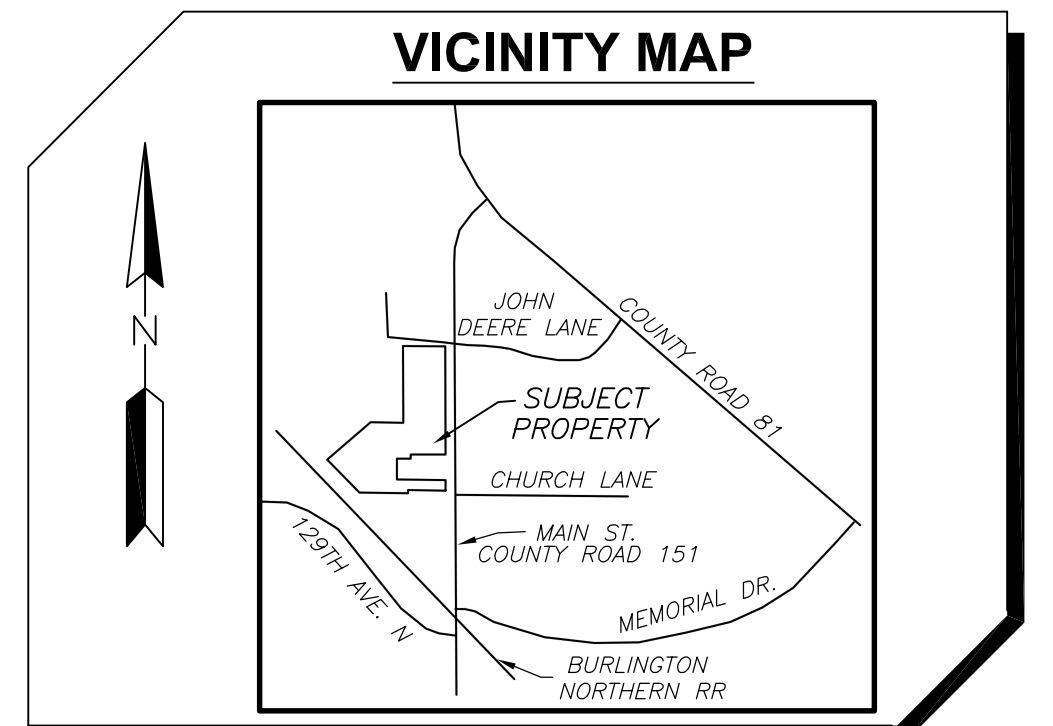 VICINITY MAP
N
JOHN
DEERE LANE
COUNTY ROAD 81
SUBJECT
PROPERTY
CHURCH LANE
MAIN ST.
COUNTY ROAD 151
129TH AVE. N
MEMORIAL DR.
BURLINGTON
NORTHERN RR